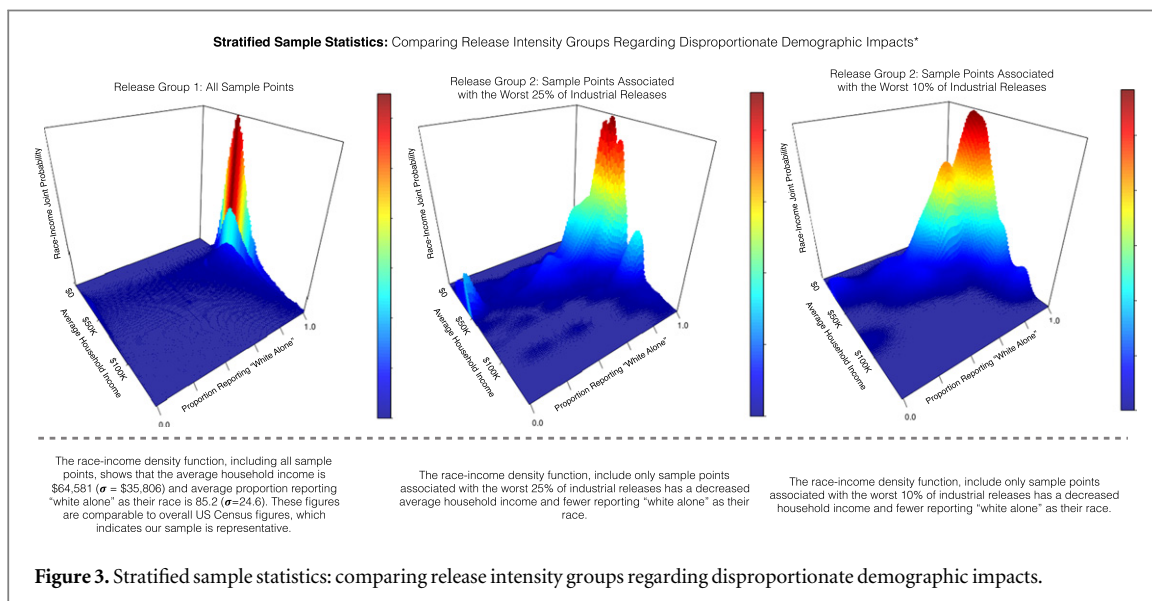 Stratified Sample Statistics: Comparing Release Intensity Groups Regarding Disproportionate Demographic Impacts*
Release Group 1: All Sample Points
Race-Income Joint Probability
$0
$50K
$100K
Average Household Income
0.0
Proportion Reporting "White Alone"
1.0
Release Group 2: Sample Points Associated
with the Worst 25% of Industrial Releases
Race-Income Joint Probability
$0
$50K
$100K
Average Household Income
0.0
Proportion Reporting "White Alone"
1.0
Release Group 2: Sample Points Associated
with the Worst 10% of Industrial Releases
Race-Income Joint Probability
$0
$50K
$100K
Average Household Income
0.0
Proportion Reporting "White Alone"
1.0
The race-income density function, including all sample
points, shows that the average household income is
$64,581 (σ = $35,806) and average proportion reporting
"white alone" as their race is 85.2 (σ=24.6). These figures
are comparable to overall US Census figures, which
indicates our sample is representative.
The race-income density function, include only sample points
associated with the worst 25% of industrial releases has a decreased
average household income and fewer reporting "white alone" as their
race.
The race-income density function, include only sample points
associated with the worst 10% of industrial releases has a decreased
household income and fewer reporting "white alone" as their race.
Figure 3. Stratified sample statistics: comparing release intensity groups regarding disproportionate demographic impacts.